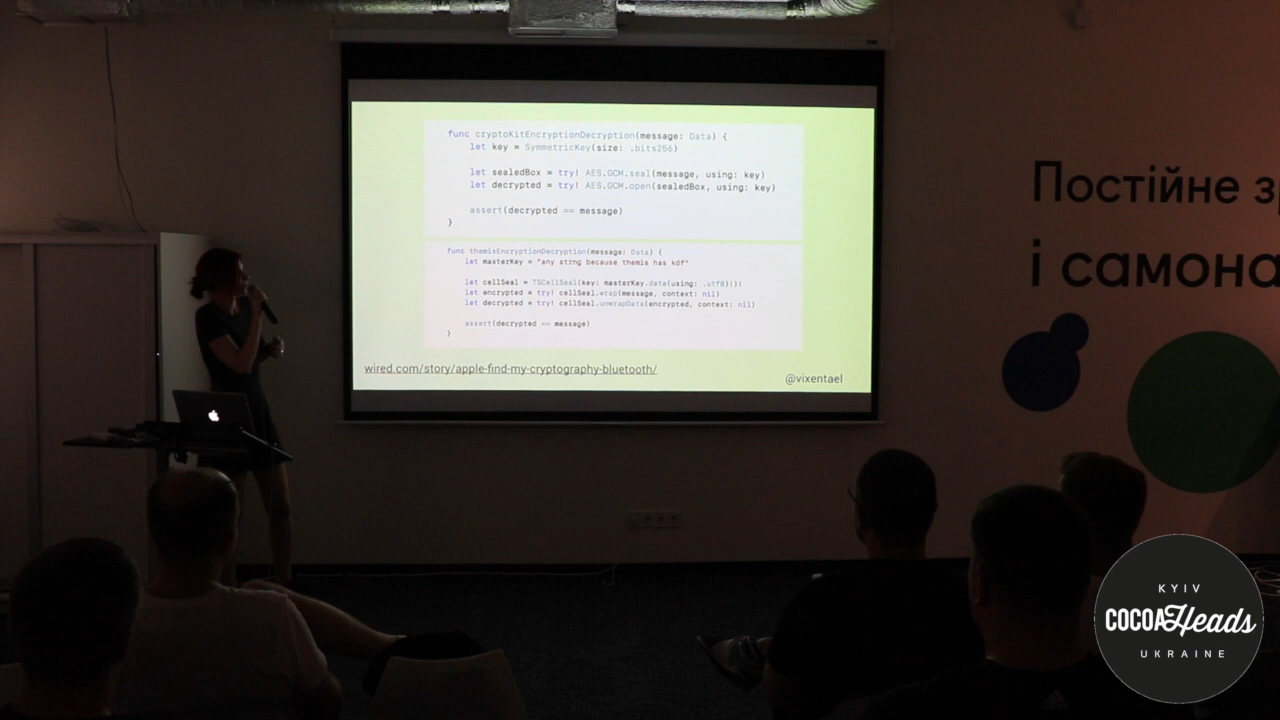 func cryptoKitEncryptionDecryption(message: Data) {
let key = SymmetricKey(size: .bits256)
let sealedBox = try! AES.GCM.seal(message, using: key)
let decrypted = try! AES.GCM.open(sealedBox, using: key)
assert(decrypted == message)
}
func themisEncryptionDecryption(message: Data) {
let masterKey = "any strng because themis has kdf"
let cellSeal = TSCellSeal(key: masterKey.data(using: .utf8)!)!
let encrypted = try! cellSeal.wrap(message, context: nil)
let decrypted = try! cellSeal.unwrapData(encrypted, context: nil)
assert(decrypted == message)
}
wired.com/story/apple-find-my-cryptography-bluetooth/
@vixentael
Постійне
і самона
KYIV
COCOAHeads
UKRAINE